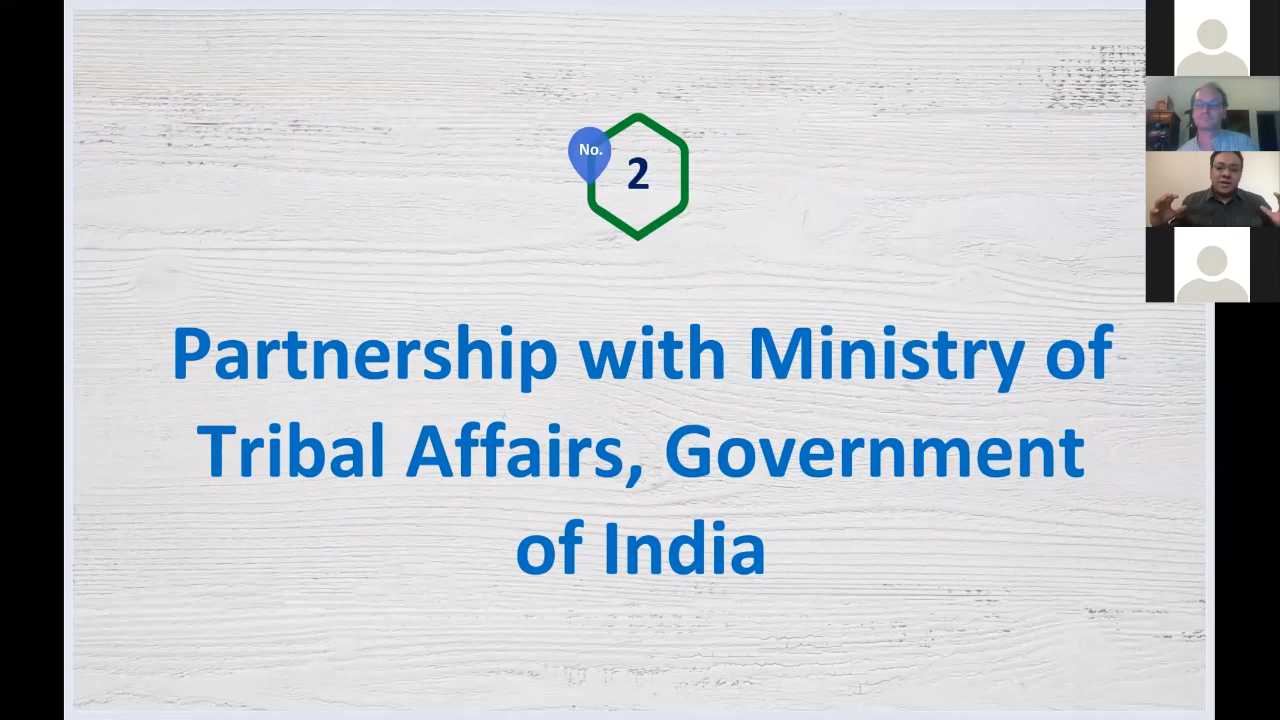 No.
2
Partnership with Ministry of
Tribal Affairs, Government
of India